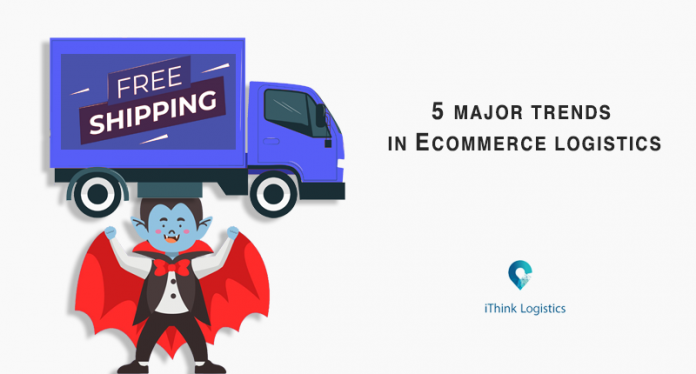 FREE
SHIPPING
5 MAJOR TRENDS
IN ECOMMERCE LOGISTICS
iThink Logistics